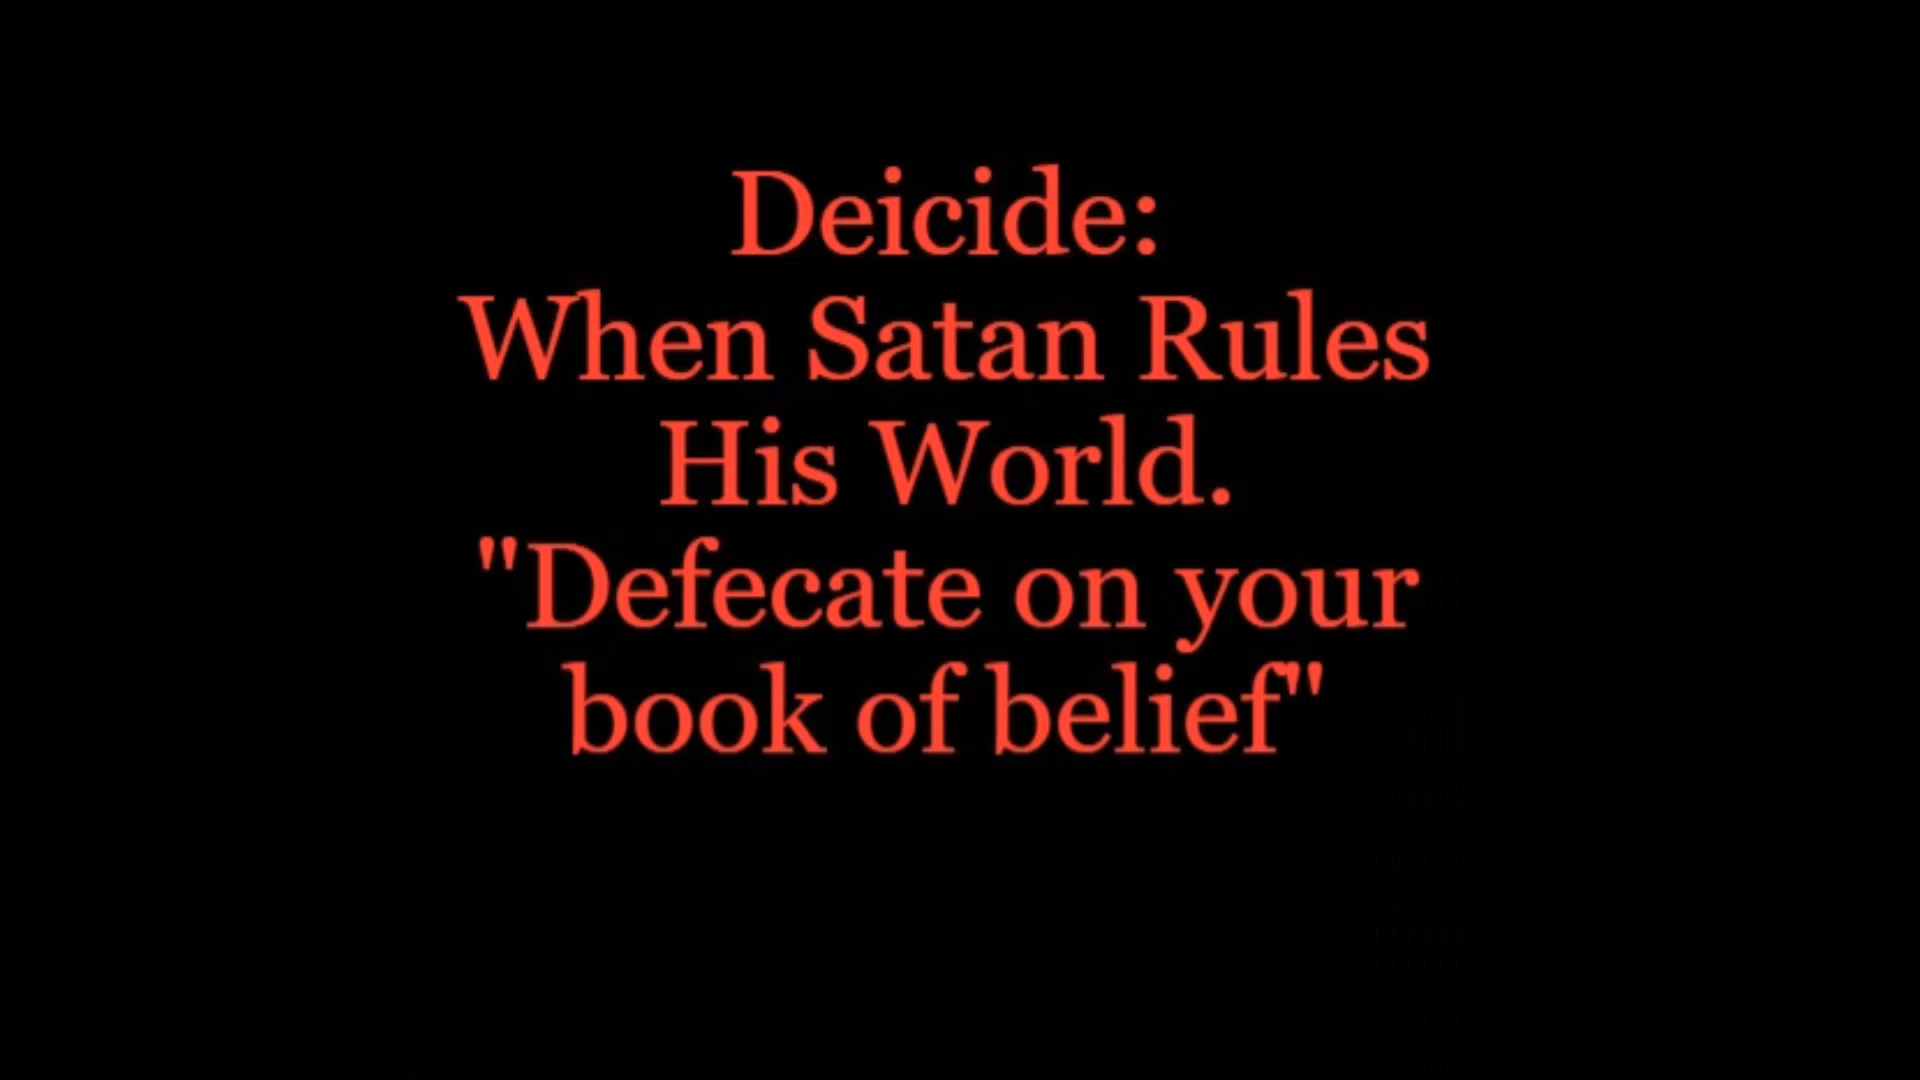 Deicide:
When Satan Rules
His World.
"Defecate on your
book of belief"